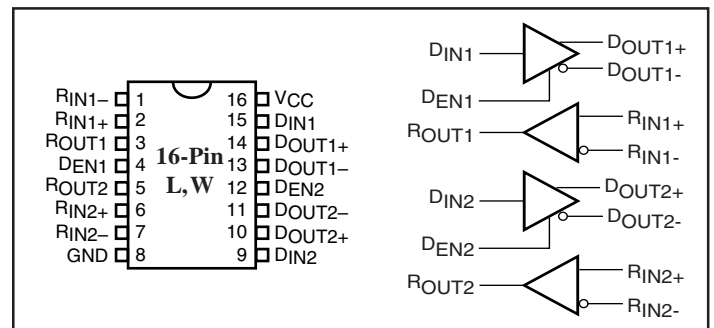 RIN1– 1 16 VCC
RIN1+ 2 15 DIN1
ROUT1 3 14 DOUT1+
DEN1 4 16-Pin 13 DOUT1–
ROUT2 5 L,W 12 DEN2
RIN2+ 6 11 DOUT2–
RIN2– 7 10 DOUT2+
GND 8 9 DIN2
DIN1 DOUT1+
DOUT1-
DEN1
ROUT1 RIN1+
RIN1-
DIN2 DOUT2+
DOUT2-
DEN2
ROUT2 RIN2+
RIN2-